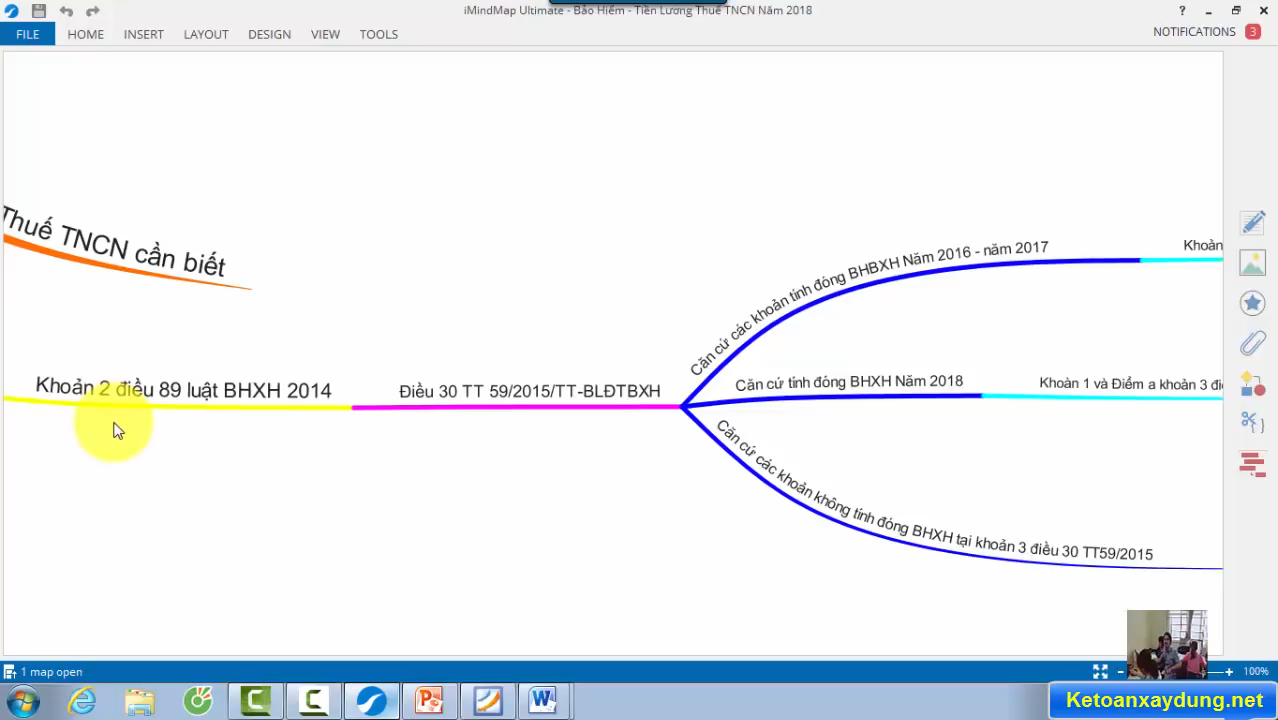 iMindMap Ultimate - Bảo Hiểm - Tiền Lương Thuế TNCN Năm 2018
FILE HOME INSERT LAYOUT DESIGN VIEW TOOLS
NOTIFICATIONS 3
Thuế TNCN cần biết
Khoản 2 điều 89 luật BHXH 2014
Điều 30 TT 59/2015/TT-BLĐTBXH
Căn cứ các khoản tính đóng BHBXH Năm 2016 - năm 2017
Khoản
Căn cứ tính đóng BHXH Năm 2018
Khoản 1 và Điểm a khoản 3 đi
Căn cứ các khoản không tính đóng BHXH tại khoản 3 điều 30 TT59/2015
1 map open
100%
Ketoanxaydung.net